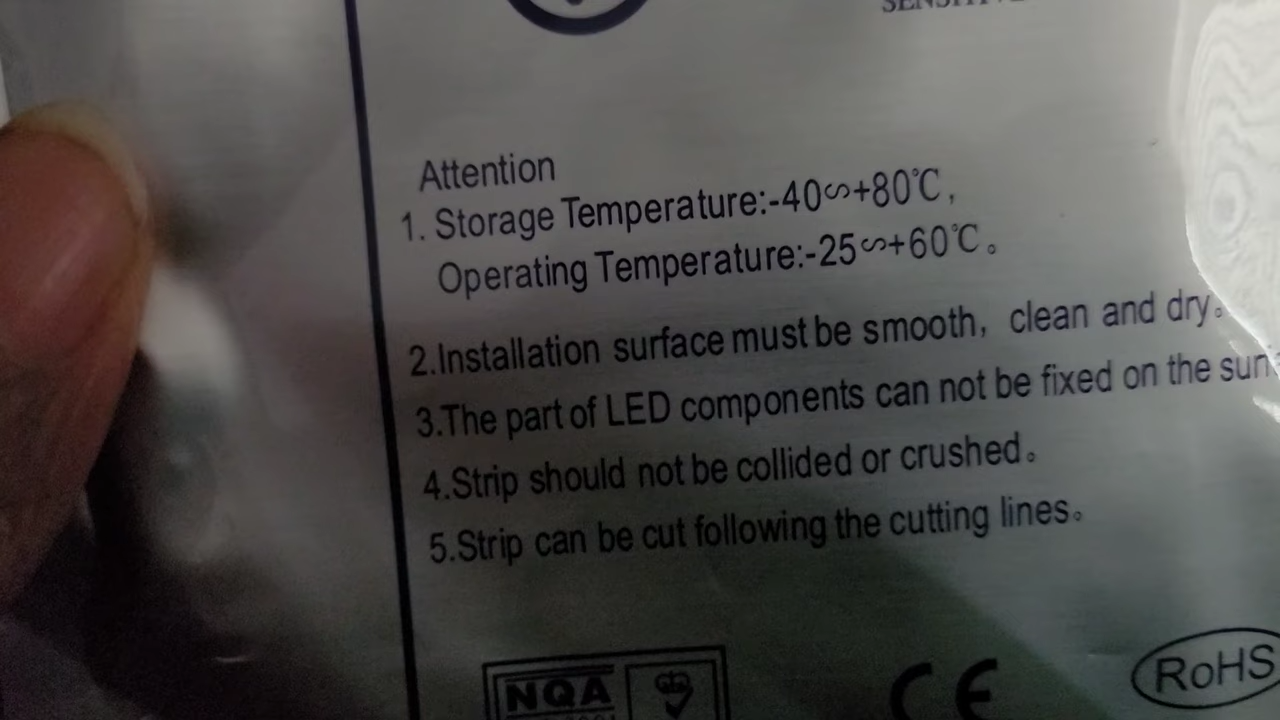 SENSITIVE
Attention
1. Storage Temperature:-40∽+80℃,
Operating Temperature:-25∽+60℃。
2.Installation surface must be smooth, clean and dry。
3.The part of LED components can not be fixed on the
4.Strip should not be collided or crushed。
5.Strip can be cut following the cutting lines。
NQA
CE
RoHS